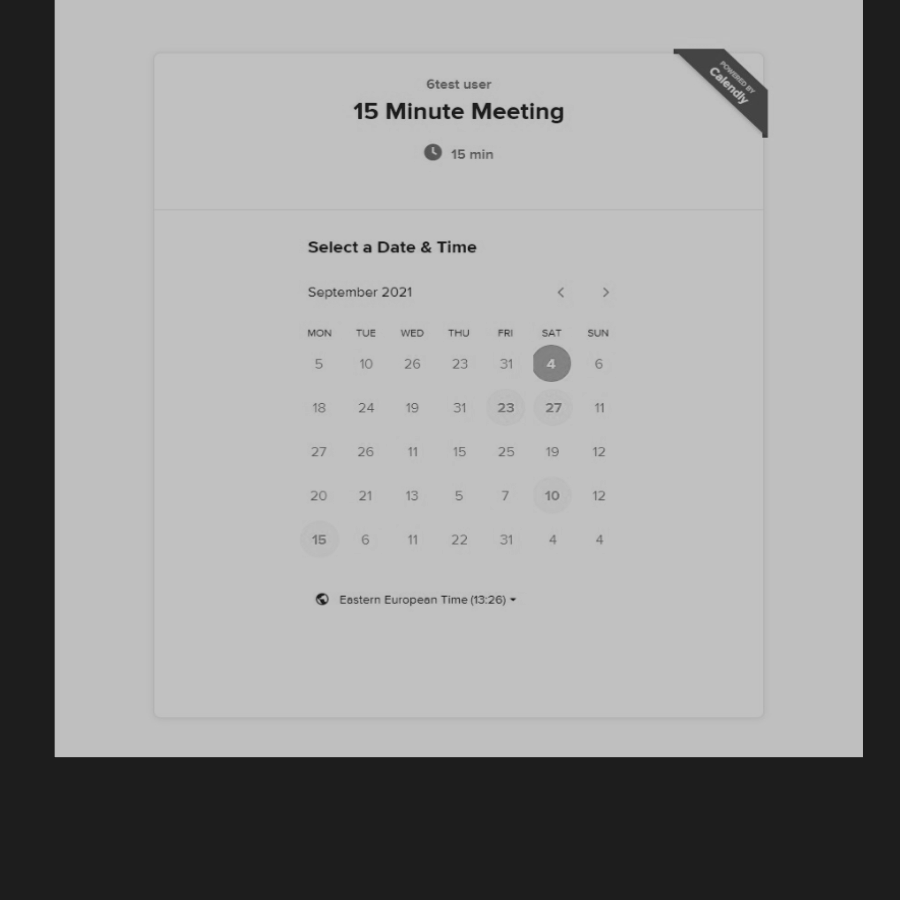 POWERED BY
Calendly
6test user
15 Minute Meeting
15 min
Select a Date & Time
September 2021
MON TUE WED THU FRI SAT SUN
5 10 26 23 31 4 6
18 24 19 31 23 27 11
27 26 11 15 25 19 12
20 21 13 5 7 10 12
15 6 11 22 31 4 4
Eastern European Time (13:26)